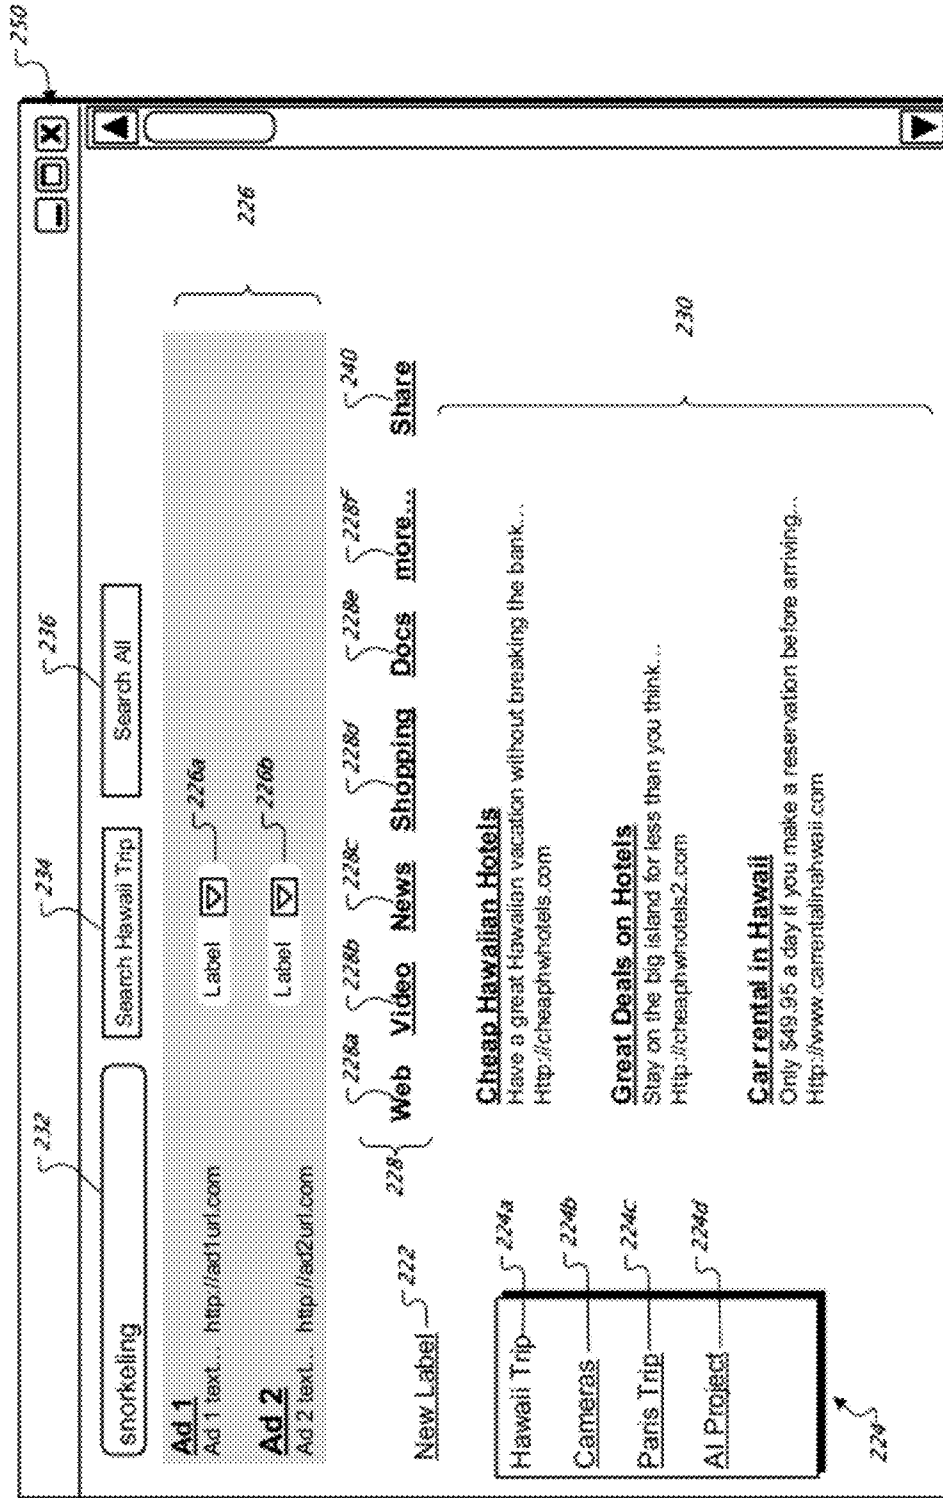 250
232
234
236
snorkeling
Search Hawaii Trip
Search All
Ad 1
Ad 1 text... http://ad1url.com
Label
226a
226
Ad 2
Ad 2 text... http://ad2url.com
Label
226b
New Label
222
228
228a
228b
228c
228d
228e
228f
240
Web
Video
News
Shopping
Docs
more...
Share
Hawaii Trip
224a
Cameras
224b
Paris Trip
224c
AI Project
224d
224
Cheap Hawaiian Hotels
Have a great Hawaiian vacation without breaking the bank...
Http://cheaphwhotels.com
Great Deals on Hotels
Stay on the big island for less than you think...
Http://cheaphwhotels2.com
Car rental in Hawaii
Only $49.95 a day if you make a reservation before arriving...
Http://www.carrentalinahwaii.com
230